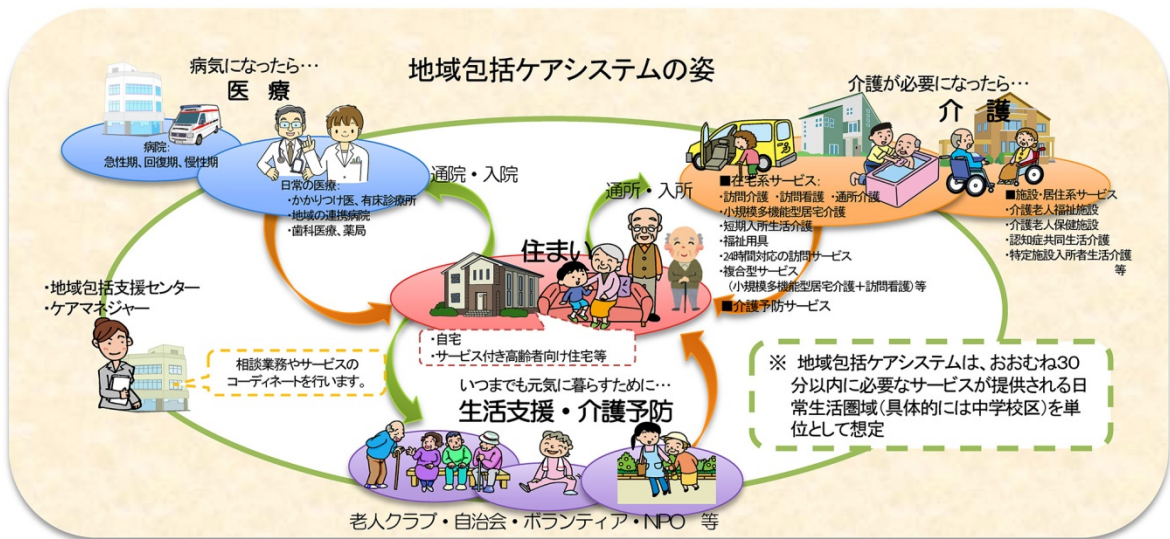 地域包括ケアシステムの姿
病気になったら…
医 療
病院:
急性期、回復期、慢性期
日常の医療:
・かかりつけ医、有床診療所
・地域の連携病院
・歯科医療、薬局
通院・入院
通所・入所
介護が必要になったら…
介 護
■在宅系サービス:
・訪問介護 ・訪問看護 ・通所介護
・小規模多機能型居宅介護
・短期入所生活介護
・福祉用具
・24時間対応の訪問サービス
・複合型サービス
(小規模多機能型居宅介護+訪問看護)等
■介護予防サービス
■施設・居住系サービス
・介護老人福祉施設
・介護老人保健施設
・認知症共同生活介護
・特定施設入所者生活介護
等
住まい
・自宅
・サービス付き高齢者向け住宅等
・地域包括支援センター
・ケアマネジャー
相談業務やサービスの
コーディネートを行います。
いつまでも元気に暮らすために…
生活支援・介護予防
老人クラブ・自治会・ボランティア・NPO 等
※ 地域包括ケアシステムは、おおむね30
分以内に必要なサービスが提供される日
常生活圏域(具体的には中学校区)を単
位として想定